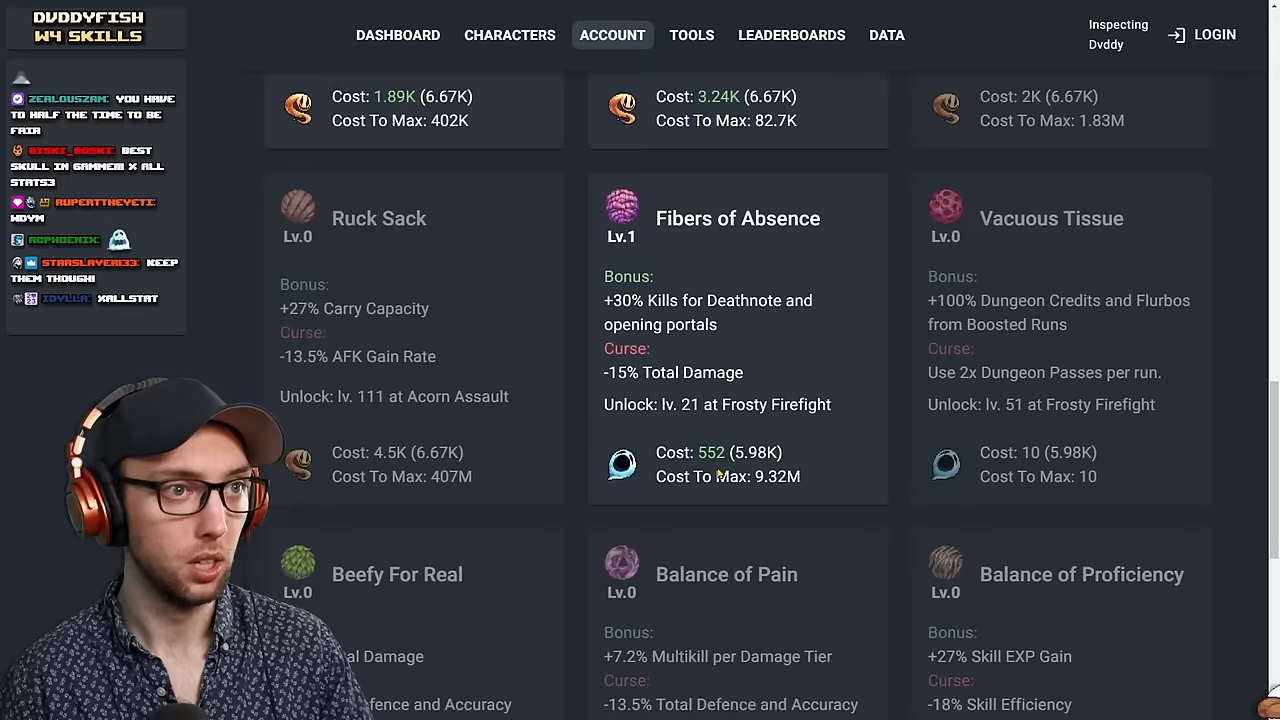 DVDDYFISH
W4 SKILLS
DASHBOARD
CHARACTERS
ACCOUNT
TOOLS
LEADERBOARDS
DATA
Inspecting
Dvddy
LOGIN
ZEALOUSZAM: YOU HAVE
TO HALF THE TIME TO BE
FAIR
BISKI_BOSKI: BEST
SKULL IN GAMMEIII X ALL
STATS3
RUPERTTHEYETI:
WDYM
ACPHOENIX:
STARSLAYER133: KEEP
THEM THOUGH!
IDYLLA: XALLSTAT
Cost: 1.89K (6.67K)
Cost To Max: 402K
Cost: 3.24K (6.67K)
Cost To Max: 82.7K
Cost: 2K (6.67K)
Cost To Max: 1.83M
Ruck Sack
Lv.0
Bonus:
+27% Carry Capacity
Curse:
-13.5% AFK Gain Rate
Unlock: lv. 111 at Acorn Assault
Cost: 4.5K (6.67K)
Cost To Max: 407M
Fibers of Absence
Lv.1
Bonus:
+30% Kills for Deathnote and
opening portals
Curse:
-15% Total Damage
Unlock: lv. 21 at Frosty Firefight
Cost: 552 (5.98K)
Cost To Max: 9.32M
Vacuous Tissue
Lv.0
Bonus:
+100% Dungeon Credits and Flurbos
from Boosted Runs
Curse:
Use 2x Dungeon Passes per run.
Unlock: lv. 51 at Frosty Firefight
Cost: 10 (5.98K)
Cost To Max: 10
Beefy For Real
Lv.0
al Damage
fence and Accuracy
Balance of Pain
Lv.0
Bonus:
+7.2% Multikill per Damage Tier
Curse:
-13.5% Total Defence and Accuracy
Balance of Proficiency
Lv.0
Bonus:
+27% Skill EXP Gain
Curse:
-18% Skill Efficiency